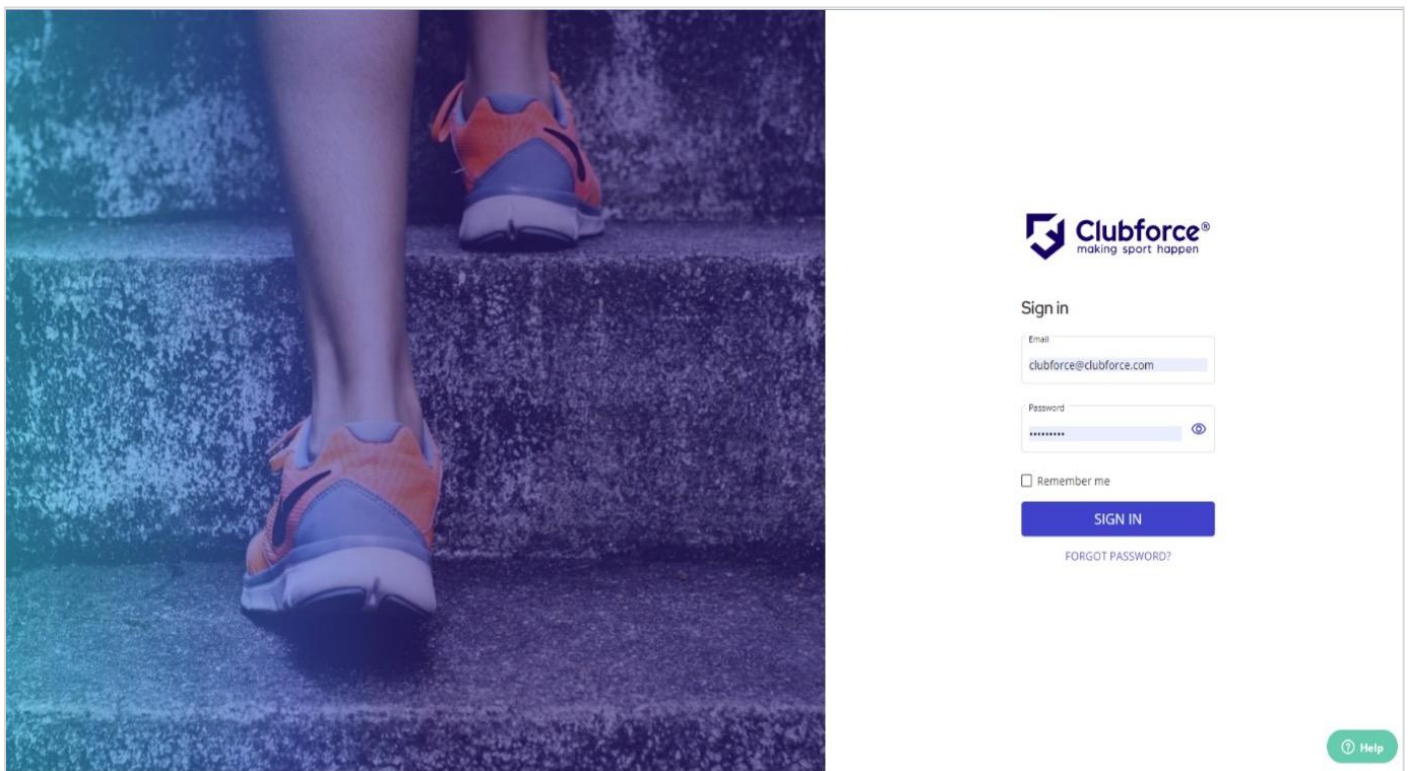 Clubforce®
making sport happen
Sign in
Email
clubforce@clubforce.com
Password
•••••••••
Remember me
SIGN IN
FORGOT PASSWORD?
Help